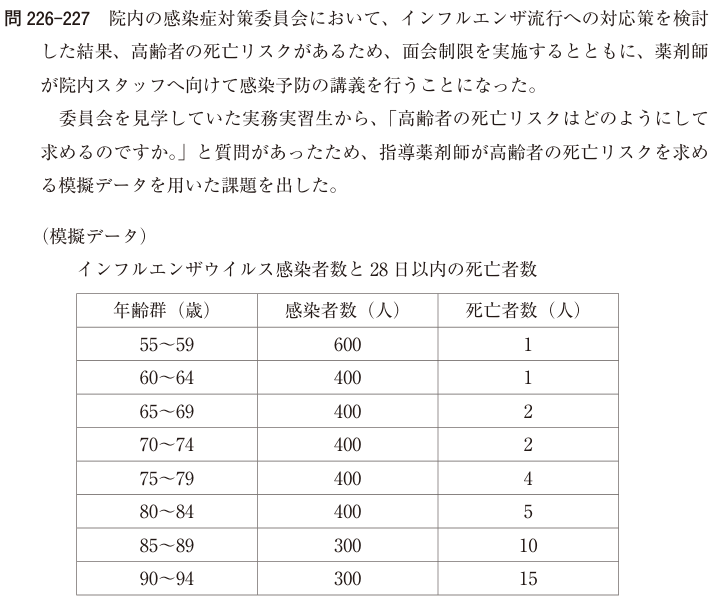 問 226-227　院内の感染症対策委員会において、インフルエンザ流行への対応策を検討
した結果、高齢者の死亡リスクがあるため、面会制限を実施するとともに、薬剤師
が院内スタッフへ向けて感染予防の講義を行うことになった。
委員会を見学していた実務実習生から、「高齢者の死亡リスクはどのようにして
求めるのですか。」と質問があったため、指導薬剤師が高齢者の死亡リスクを求め
る模擬データを用いた課題を出した。
（模擬データ）
インフルエンザウイルス感染者数と 28 日以内の死亡者数
年齢群（歳） 感染者数（人） 死亡者数（人）
55〜59 600 1
60〜64 400 1
65〜69 400 2
70〜74 400 2
75〜79 400 4
80〜84 400 5
85〜89 300 10
90〜94 300 15